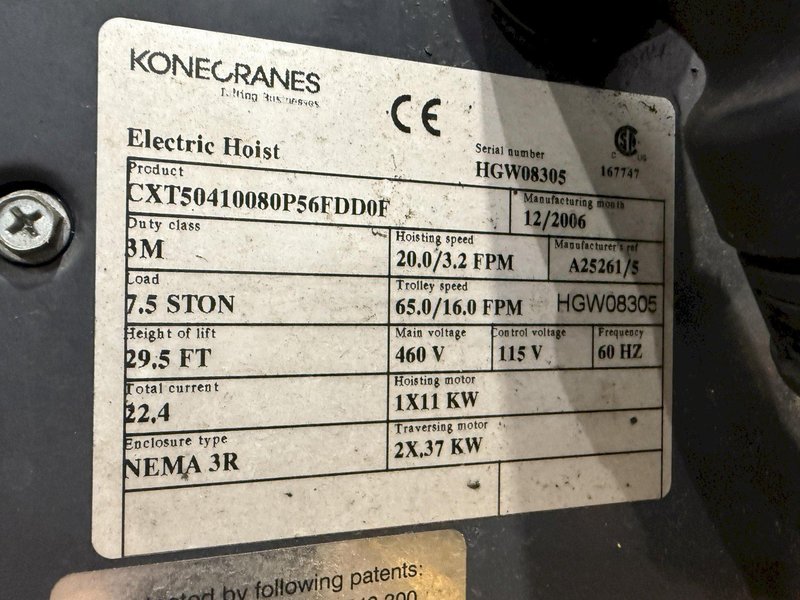 KONECRANES
Lifting Businesses
CE
Electric Hoist
Serial number
HGW08305
CSA
C US
167747
Product
CXT50410080P56FDD0F
Manufacturing month
12/2006
Duty class
3M
Hoisting speed
20.0/3.2 FPM
Manufacturer's ref
A25261/5
Load
7.5 STON
Trolley speed
65.0/16.0 FPM
HGW08305
Height of lift
29.5 FT
Main voltage
460 V
Control voltage
115 V
Frequency
60 HZ
Total current
22.4
Hoisting motor
1X11 KW
Enclosure type
NEMA 3R
Traversing motor
2X.37 KW
by following patents: